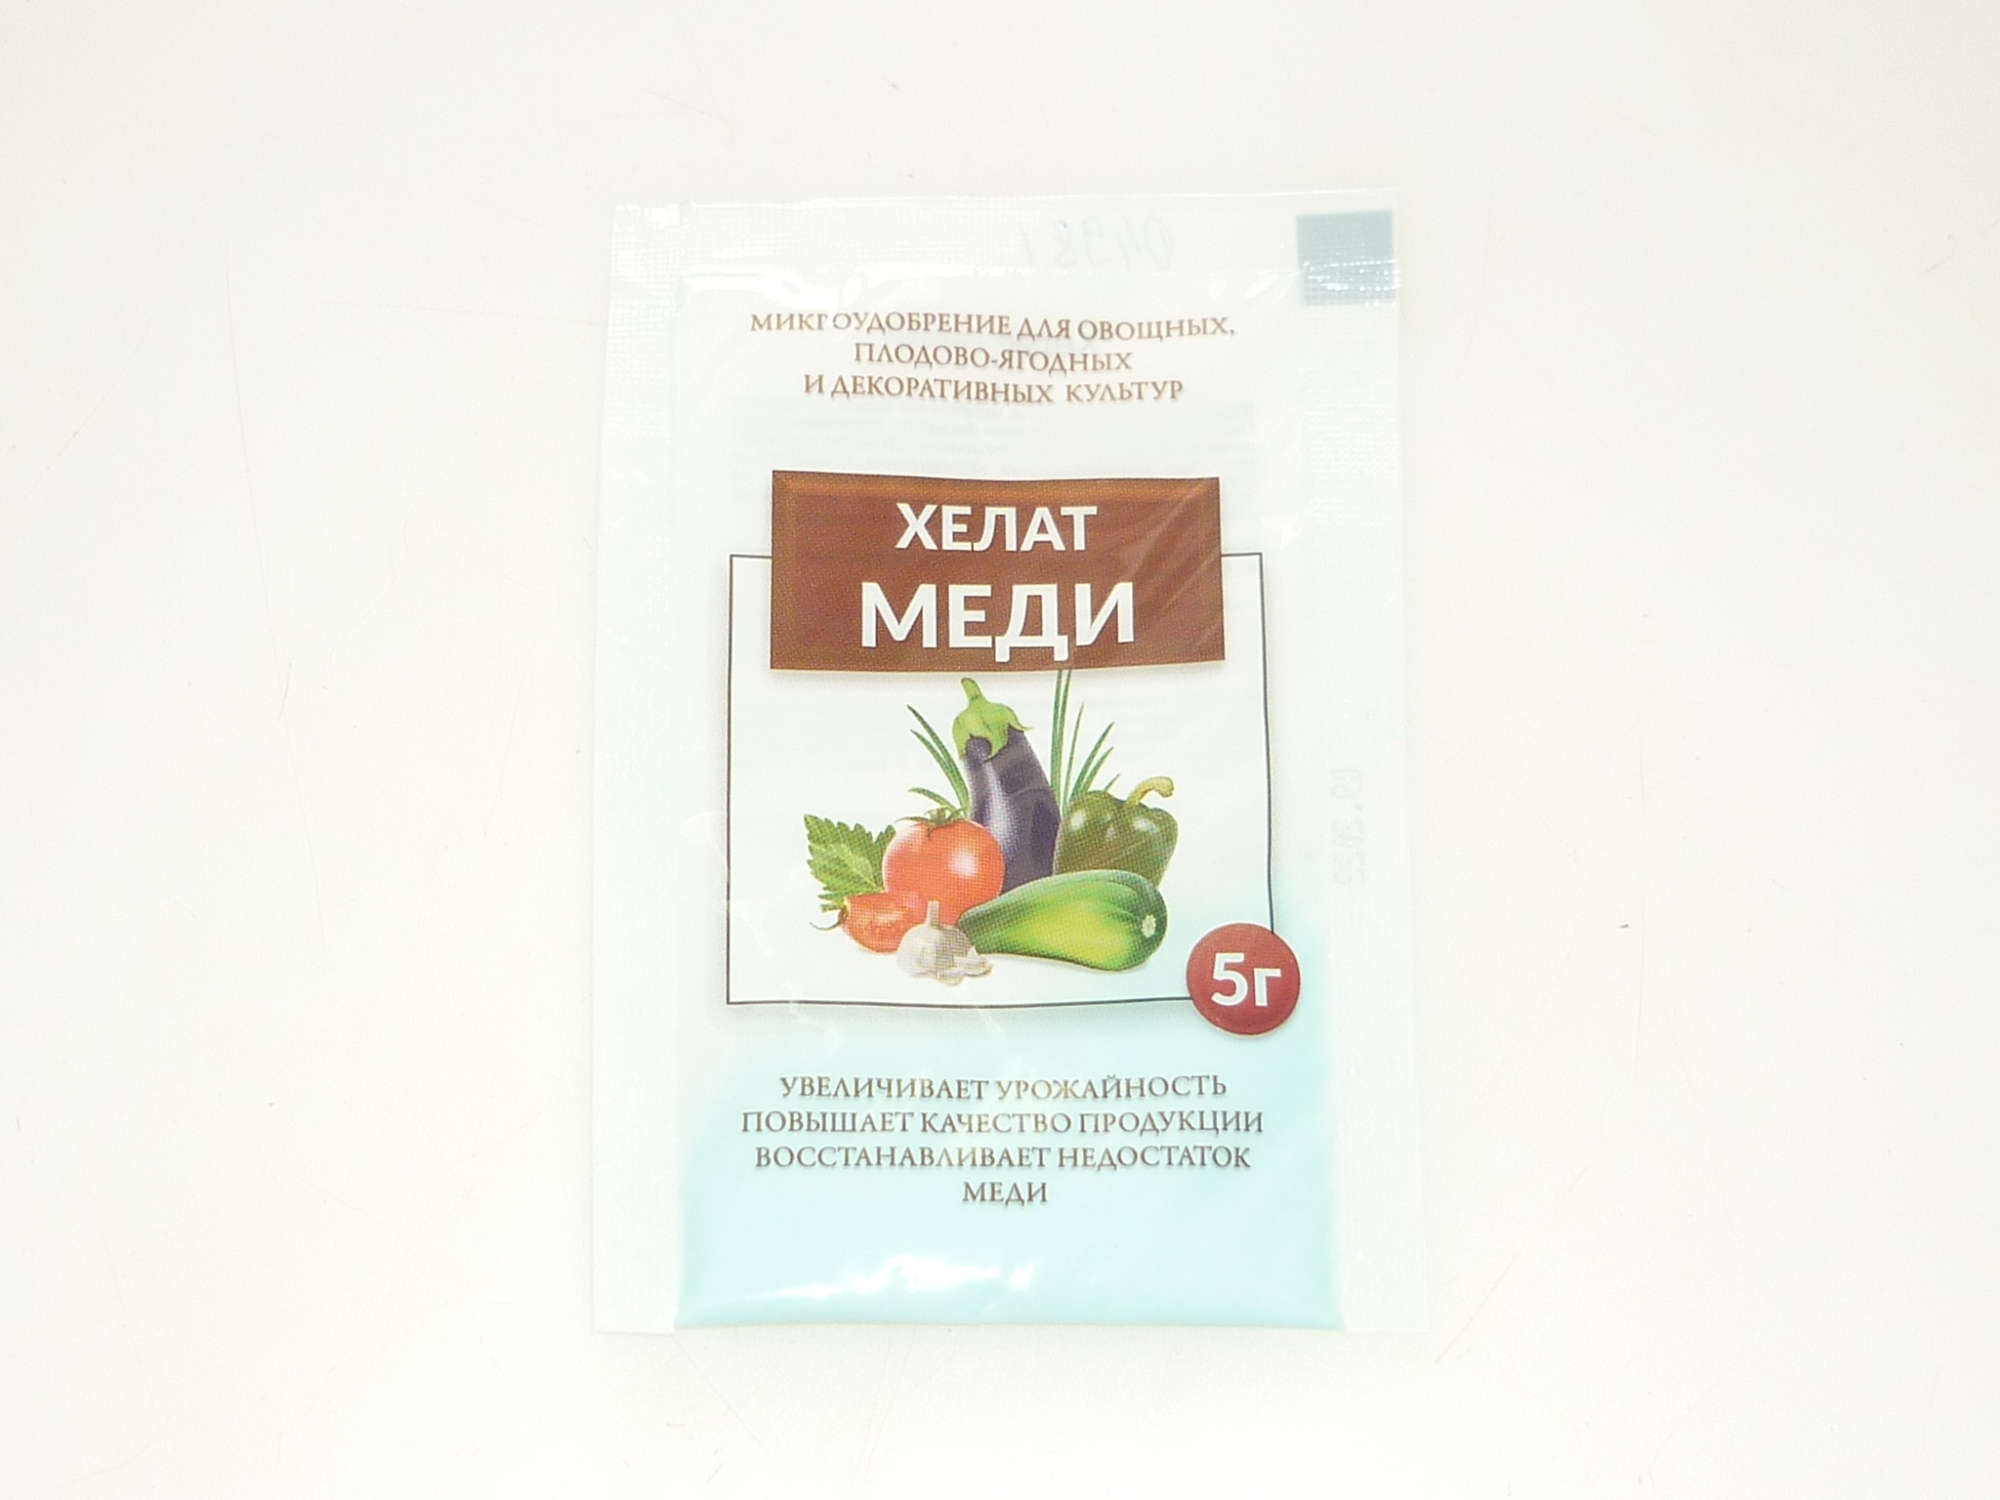 МИКРОУДОБРЕНИЕ ДЛЯ ОВОЩНЫХ,
ПЛОДОВО-ЯГОДНЫХ
И ДЕКОРАТИВНЫХ КУЛЬТУР
ХЕЛАТ
МЕДИ
5г
УВЕЛИЧИВАЕТ УРОЖАЙНОСТЬ
ПОВЫШАЕТ КАЧЕСТВО ПРОДУКЦИИ
ВОССТАНАВЛИВАЕТ НЕДОСТАТОК
МЕДИ